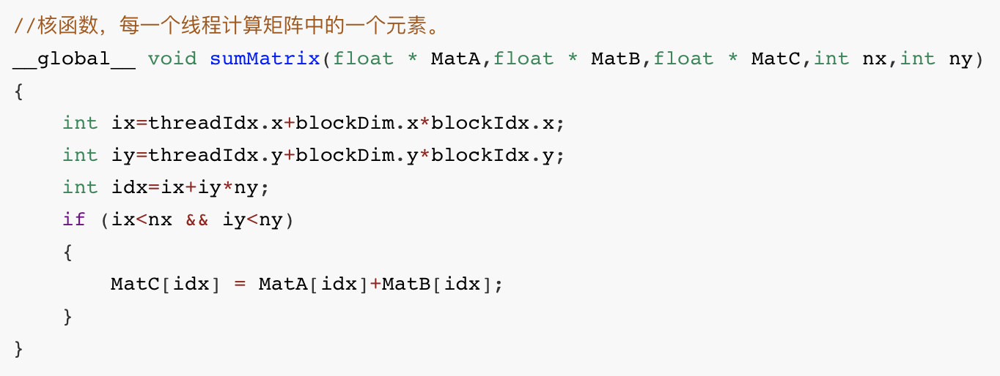 //核函数，每一个线程计算矩阵中的一个元素。
__global__ void sumMatrix(float * MatA,float * MatB,float * MatC,int nx,int ny)
{
    int ix=threadIdx.x+blockDim.x*blockIdx.x;
    int iy=threadIdx.y+blockDim.y*blockIdx.y;
    int idx=ix+iy*ny;
    if (ix<nx && iy<ny)
    {
        MatC[idx] = MatA[idx]+MatB[idx];
    }
}